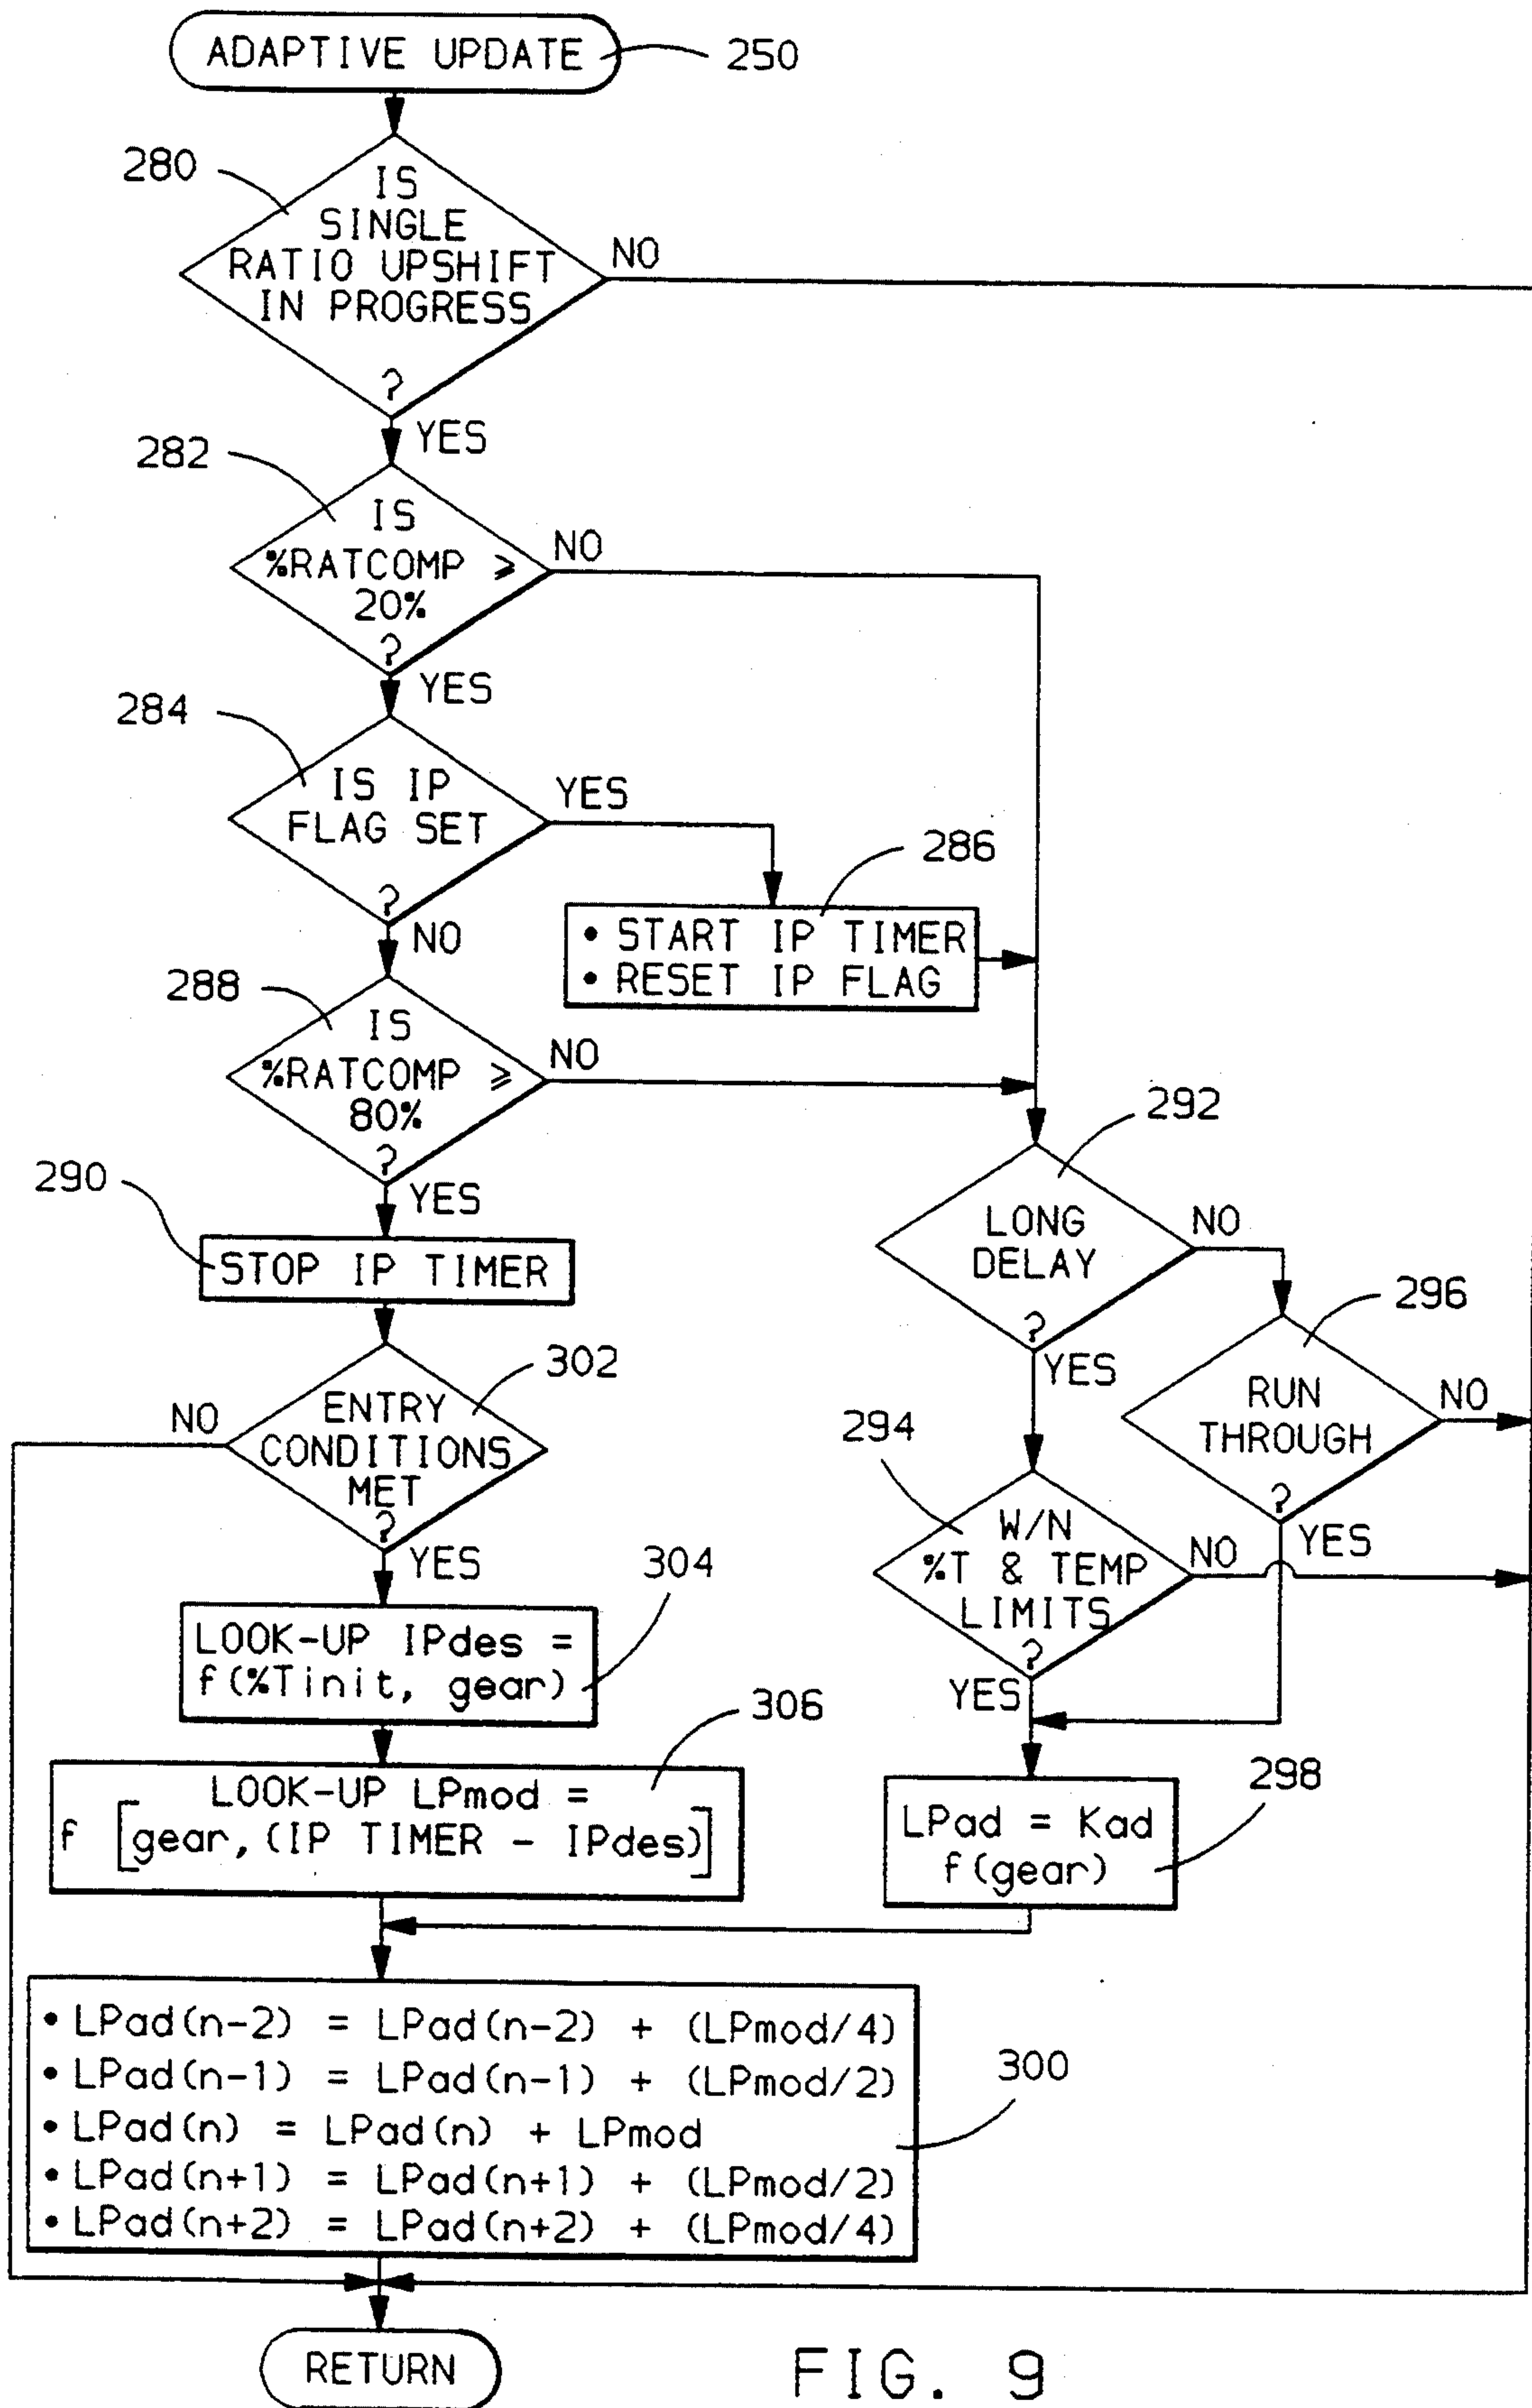 ADAPTIVE UPDATE
250
280
IS
SINGLE
RATIO UPSHIFT
IN PROGRESS
?
NO
YES
282
IS
%RATCOMP ≥
20%
?
NO
YES
284
IS IP
FLAG SET
?
YES
NO
286
• START IP TIMER
• RESET IP FLAG
288
IS
%RATCOMP ≥
80%
?
NO
YES
290
STOP IP TIMER
292
LONG
DELAY
?
NO
YES
296
RUN
THROUGH
?
NO
YES
294
W/N
%T & TEMP
LIMITS
?
NO
YES
302
NO
ENTRY
CONDITIONS
MET
?
YES
304
LOOK-UP IPdes =
f(%Tinit, gear)
306
LOOK-UP LPmod =
f [gear, (IP TIMER - IPdes)]
298
LPad = Kad
f(gear)
• LPad(n-2) = LPad(n-2) + (LPmod/4)
• LPad(n-1) = LPad(n-1) + (LPmod/2)
• LPad(n) = LPad(n) + LPmod
• LPad(n+1) = LPad(n+1) + (LPmod/2)
• LPad(n+2) = LPad(n+2) + (LPmod/4)
300
RETURN
FIG. 9